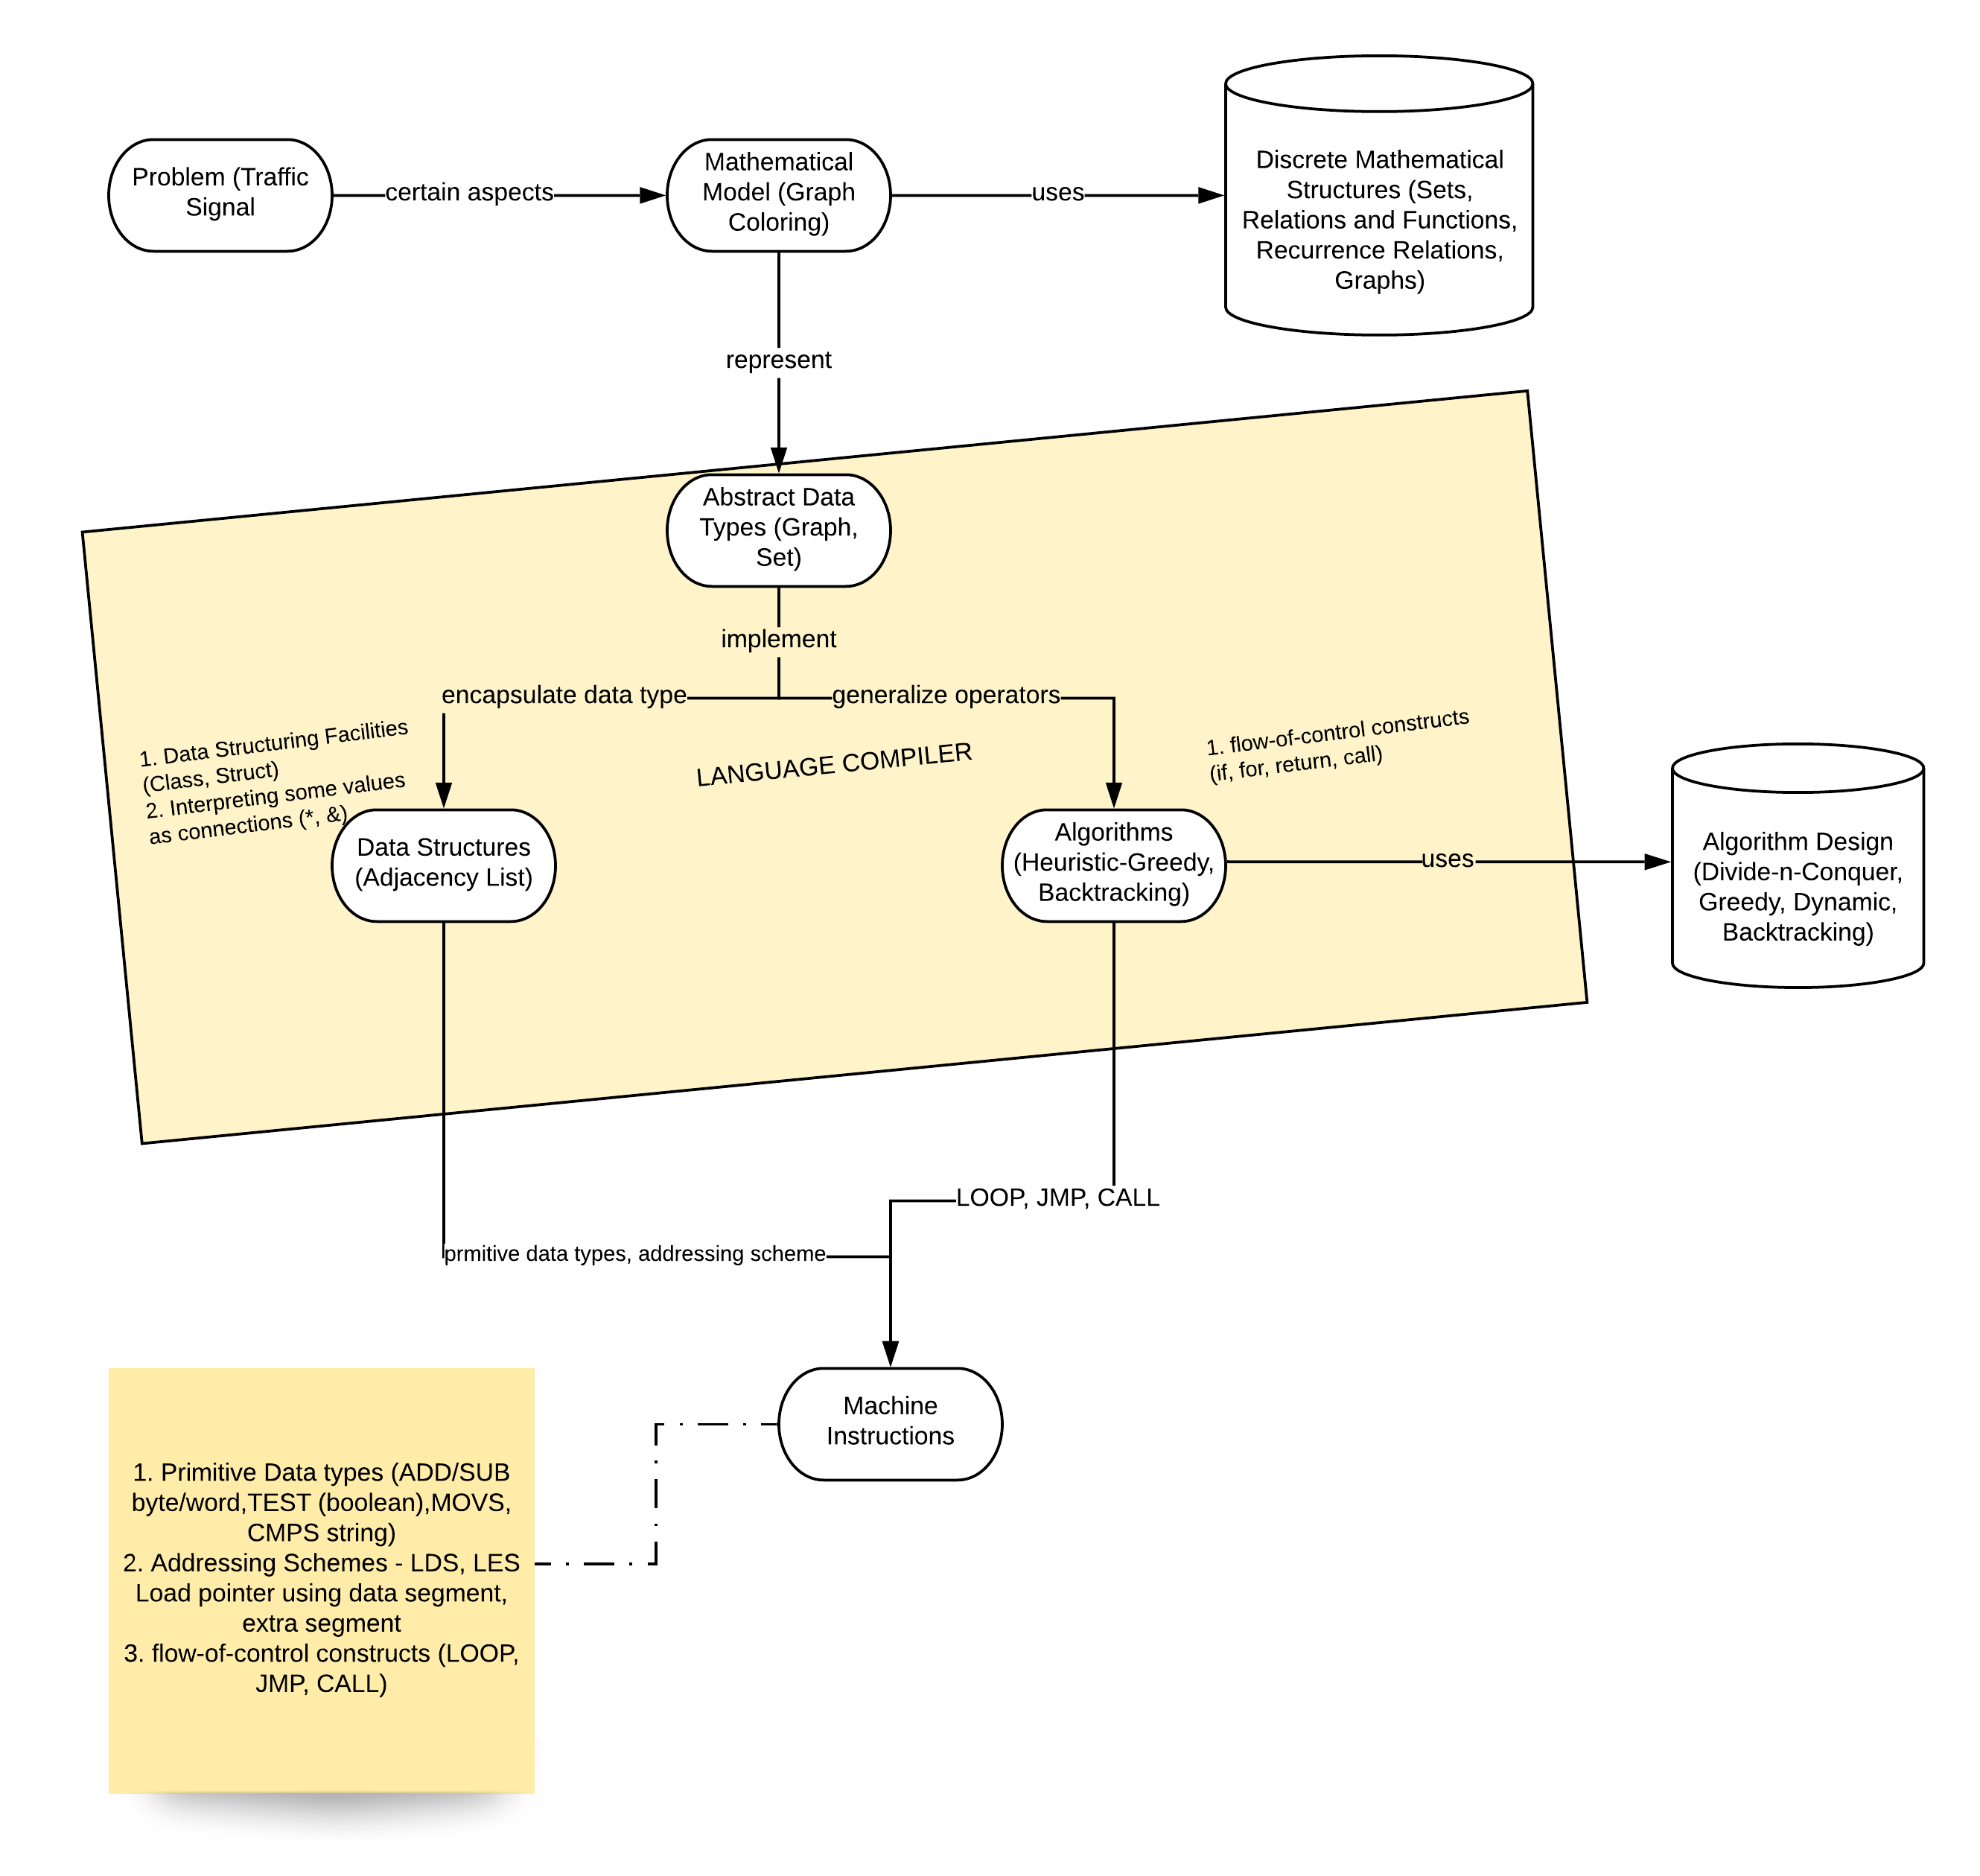 Problem (Traffic
Signal
certain aspects
Mathematical
Model (Graph
Coloring)
uses
Discrete Mathematical
Structures (Sets,
Relations and Functions,
Recurrence Relations,
Graphs)
represent
Abstract Data
Types (Graph,
Set)
implement
encapsulate data type
generalize operators
1. Data Structuring Facilities
(Class, Struct)
2. Interpreting some values
as connections (*, &)
LANGUAGE COMPILER
1. flow-of-control constructs
(if, for, return, call)
Data Structures
(Adjacency List)
Algorithms
(Heuristic-Greedy,
Backtracking)
uses
Algorithm Design
(Divide-n-Conquer,
Greedy, Dynamic,
Backtracking)
LOOP, JMP, CALL
prmitive data types, addressing scheme
Machine
Instructions
1. Primitive Data types (ADD/SUB
byte/word,TEST (boolean),MOVS,
CMPS string)
2. Addressing Schemes - LDS, LES
Load pointer using data segment,
extra segment
3. flow-of-control constructs (LOOP,
JMP, CALL)